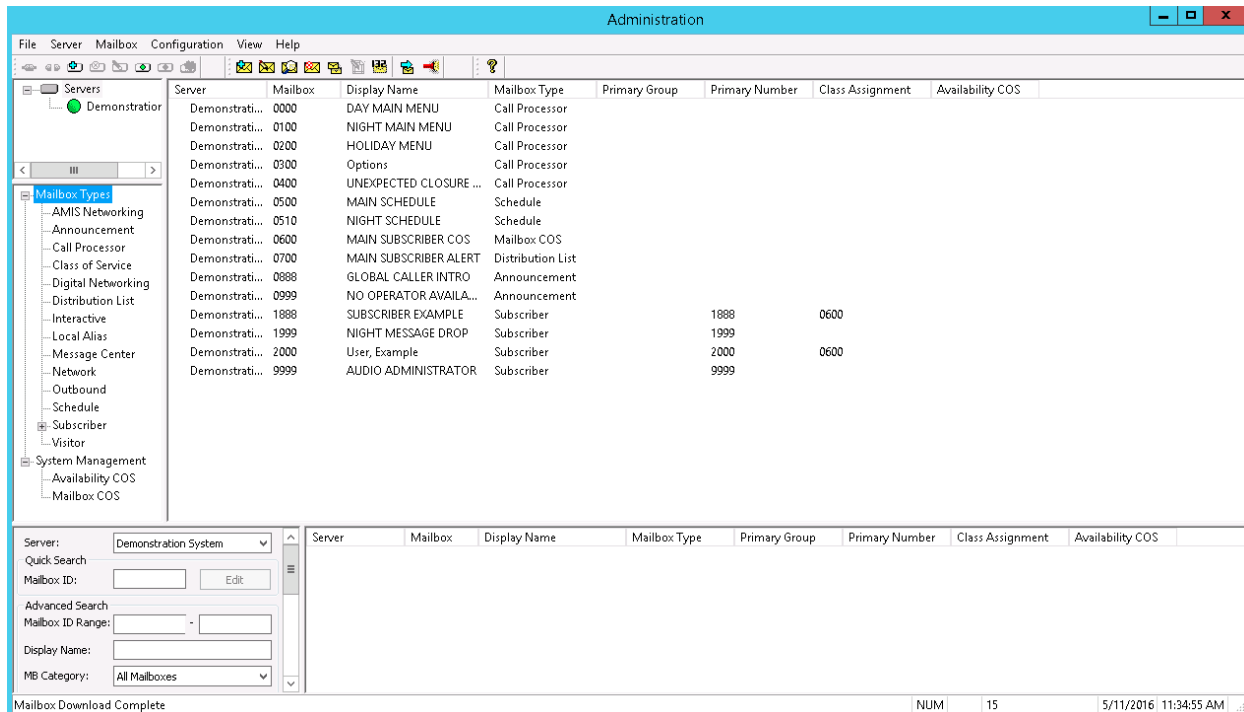 Administration
File Server Mailbox Configuration View Help
Servers
Demonstration
Server Mailbox Display Name Mailbox Type Primary Group Primary Number Class Assignment Availability COS
Demonstrati... 0000 DAY MAIN MENU Call Processor
Demonstrati... 0100 NIGHT MAIN MENU Call Processor
Demonstrati... 0200 HOLIDAY MENU Call Processor
Demonstrati... 0300 Options Call Processor
Demonstrati... 0400 UNEXPECTED CLOSURE ... Call Processor
Demonstrati... 0500 MAIN SCHEDULE Schedule
Demonstrati... 0510 NIGHT SCHEDULE Schedule
Demonstrati... 0600 MAIN SUBSCRIBER COS Mailbox COS
Demonstrati... 0700 MAIN SUBSCRIBER ALERT Distribution List
Demonstrati... 0888 GLOBAL CALLER INTRO Announcement
Demonstrati... 0999 NO OPERATOR AVAILA... Announcement
Demonstrati... 1888 SUBSCRIBER EXAMPLE Subscriber 1888 0600
Demonstrati... 1999 NIGHT MESSAGE DROP Subscriber 1999
Demonstrati... 2000 User, Example Subscriber 2000 0600
Demonstrati... 9999 AUDIO ADMINISTRATOR Subscriber 9999
Mailbox Types
AMIS Networking
Announcement
Call Processor
Class of Service
Digital Networking
Distribution List
Interactive
Local Alias
Message Center
Network
Outbound
Schedule
Subscriber
Visitor
System Management
Availability COS
Mailbox COS
Server: Demonstration System
Quick Search
Mailbox ID: Edit
Advanced Search
Mailbox ID Range: -
Display Name:
MB Category: All Mailboxes
Server Mailbox Display Name Mailbox Type Primary Group Primary Number Class Assignment Availability COS
Mailbox Download Complete NUM 15 5/11/2016 11:34:55 AM